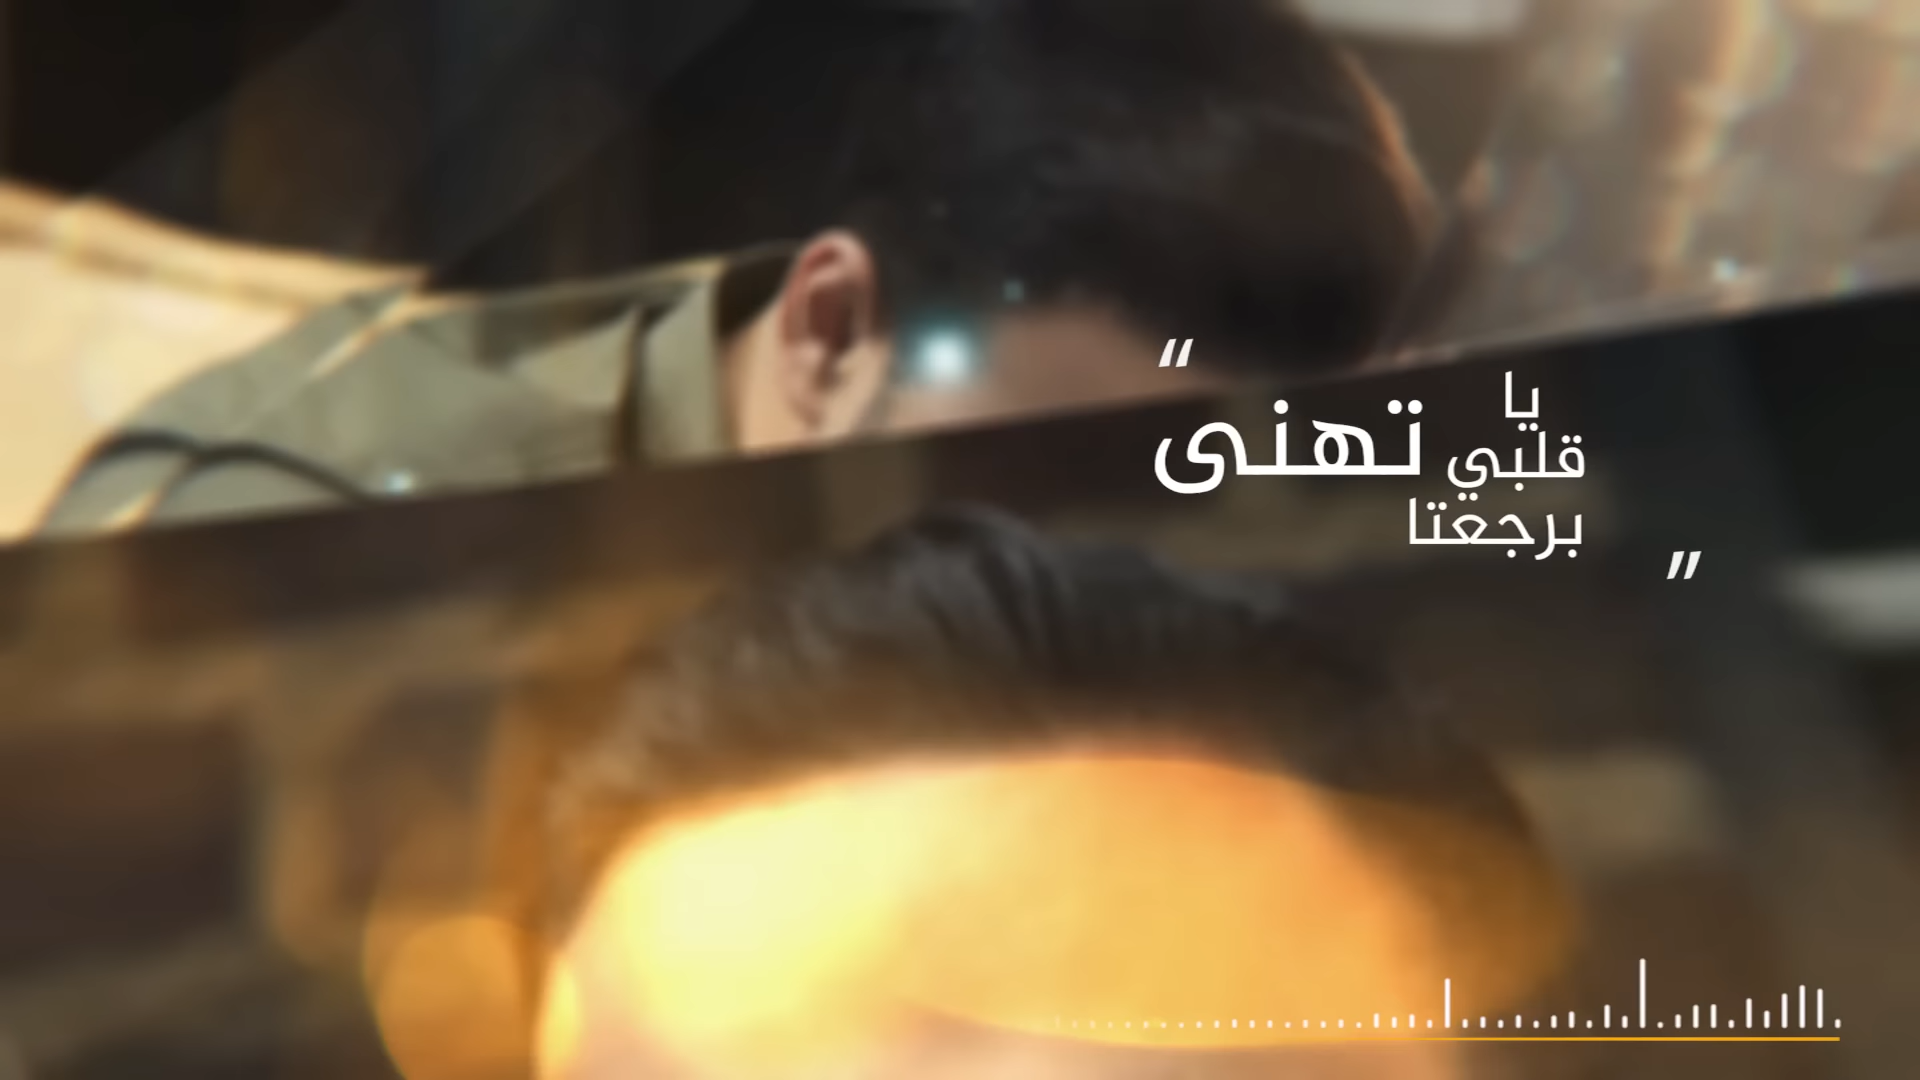 “
يا
قلبي تهنى
برجعتا
”